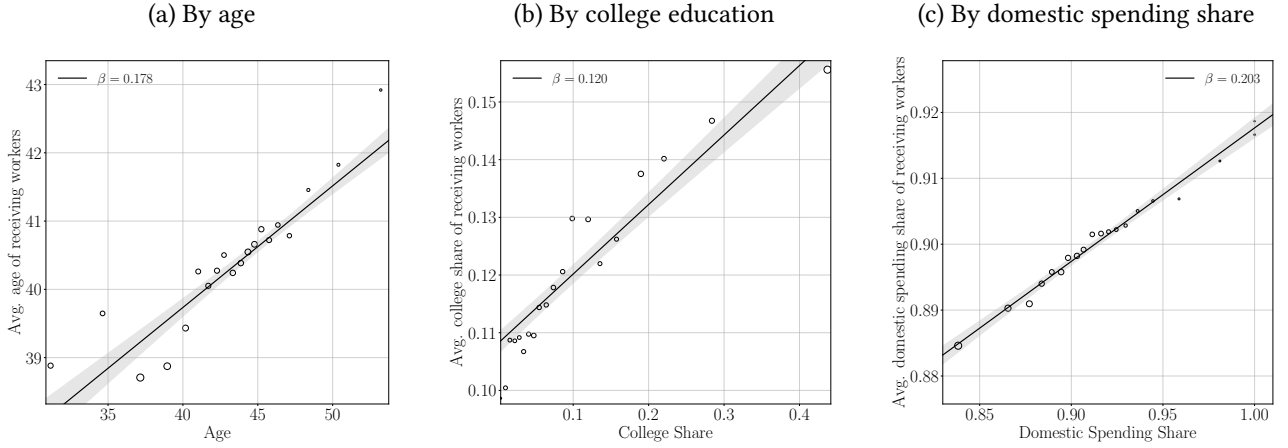 (a) By age
(b) By college education
(c) By domestic spending share
β = 0.178
43
42
41
40
39
Avg. age of receiving workers
35
40
45
50
Age
β = 0.120
0.15
0.14
0.13
0.12
0.11
0.10
Avg. college share of receiving workers
0.1
0.2
0.3
0.4
College Share
β = 0.203
0.92
0.91
0.90
0.89
0.88
Avg. domestic spending share of receiving workers
0.85
0.90
0.95
1.00
Domestic Spending Share